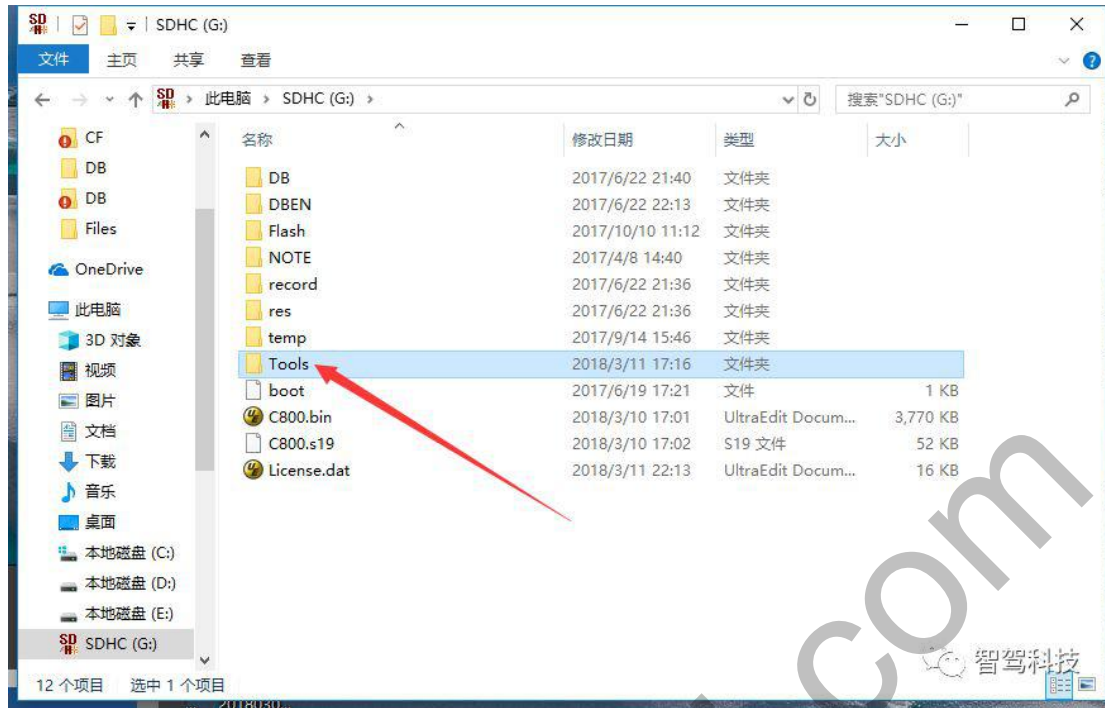 SDHC (G:)
文件 主页 共享 查看
此电脑 › SDHC (G:) › 搜索"SDHC (G:)"
CF
DB
DB
Files
OneDrive
此电脑
3D 对象
视频
图片
文档
下载
音乐
桌面
本地磁盘 (C:)
本地磁盘 (D:)
本地磁盘 (E:)
SDHC (G:)
名称 修改日期 类型 大小
DB 2017/6/22 21:40 文件夹
DBEN 2017/6/22 22:13 文件夹
Flash 2017/10/10 11:12 文件夹
NOTE 2017/4/8 14:40 文件夹
record 2017/6/22 21:36 文件夹
res 2017/6/22 21:36 文件夹
temp 2017/9/14 15:46 文件夹
Tools 2018/3/11 17:16 文件夹
boot 2017/6/19 17:21 文件 1 KB
C800.bin 2018/3/10 17:01 UltraEdit Docum... 3,770 KB
C800.s19 2018/3/10 17:02 S19 文件 52 KB
License.dat 2018/3/11 22:13 UltraEdit Docum... 16 KB
12 个项目 选中 1 个项目
智驾科技
com